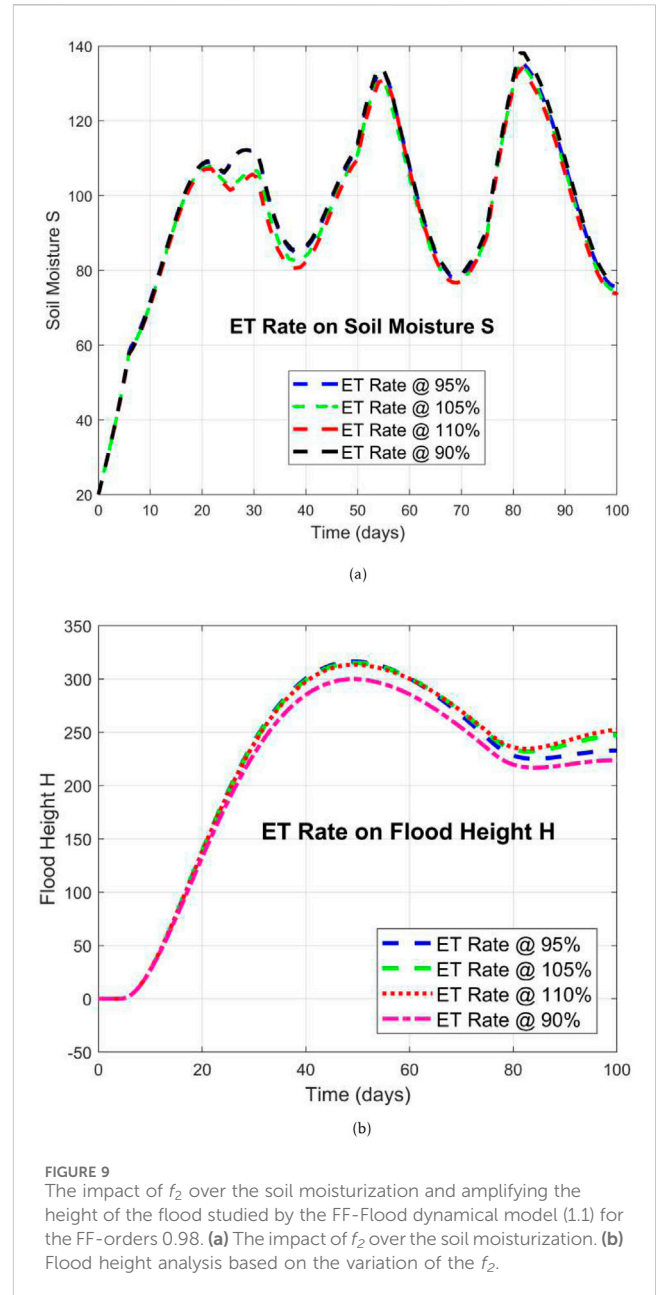 140
120
100
80
60
40
20
Soil Moisture S
ET Rate on Soil Moisture S
ET Rate @ 95%
ET Rate @ 105%
ET Rate @ 110%
ET Rate @ 90%
0 10 20 30 40 50 60 70 80 90 100
Time (days)
(a)
350
300
250
200
150
100
50
0
-50
Flood Height H
ET Rate on Flood Height H
ET Rate @ 95%
ET Rate @ 105%
ET Rate @ 110%
ET Rate @ 90%
0 20 40 60 80 100
Time (days)
(b)
FIGURE 9
The impact of f₂ over the soil moisturization and amplifying the
height of the flood studied by the FF-Flood dynamical model (1.1) for
the FF-orders 0.98. (a) The impact of f₂ over the soil moisturization. (b)
Flood height analysis based on the variation of the f₂.